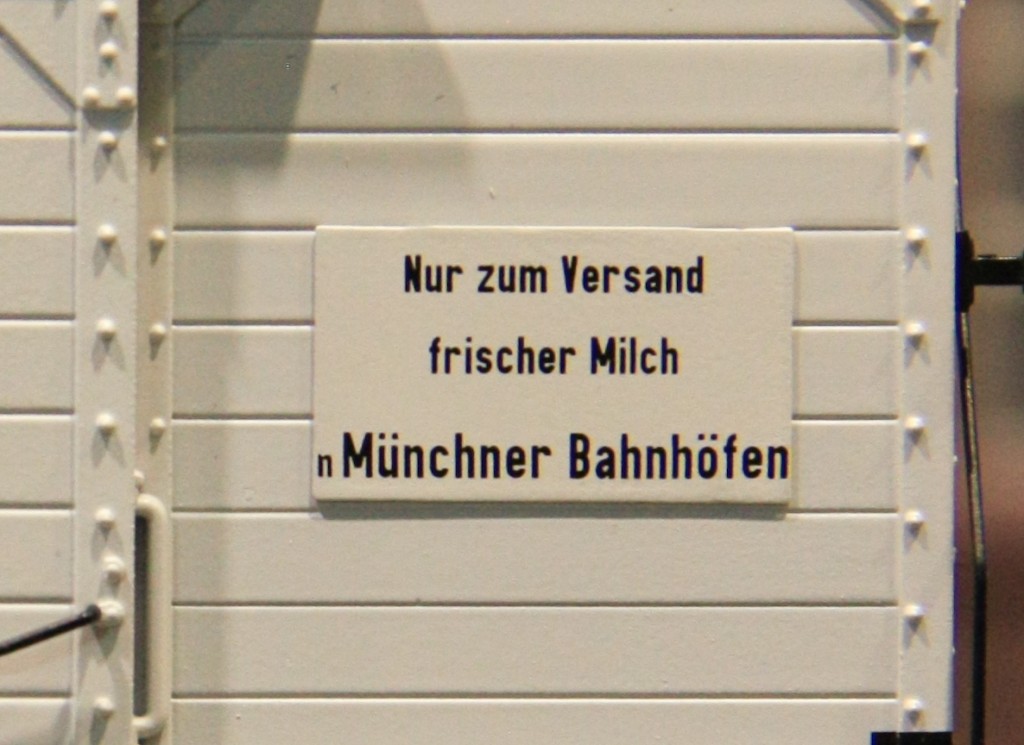 Nur zum Versand
frischer Milch
n Münchner Bahnhöfen